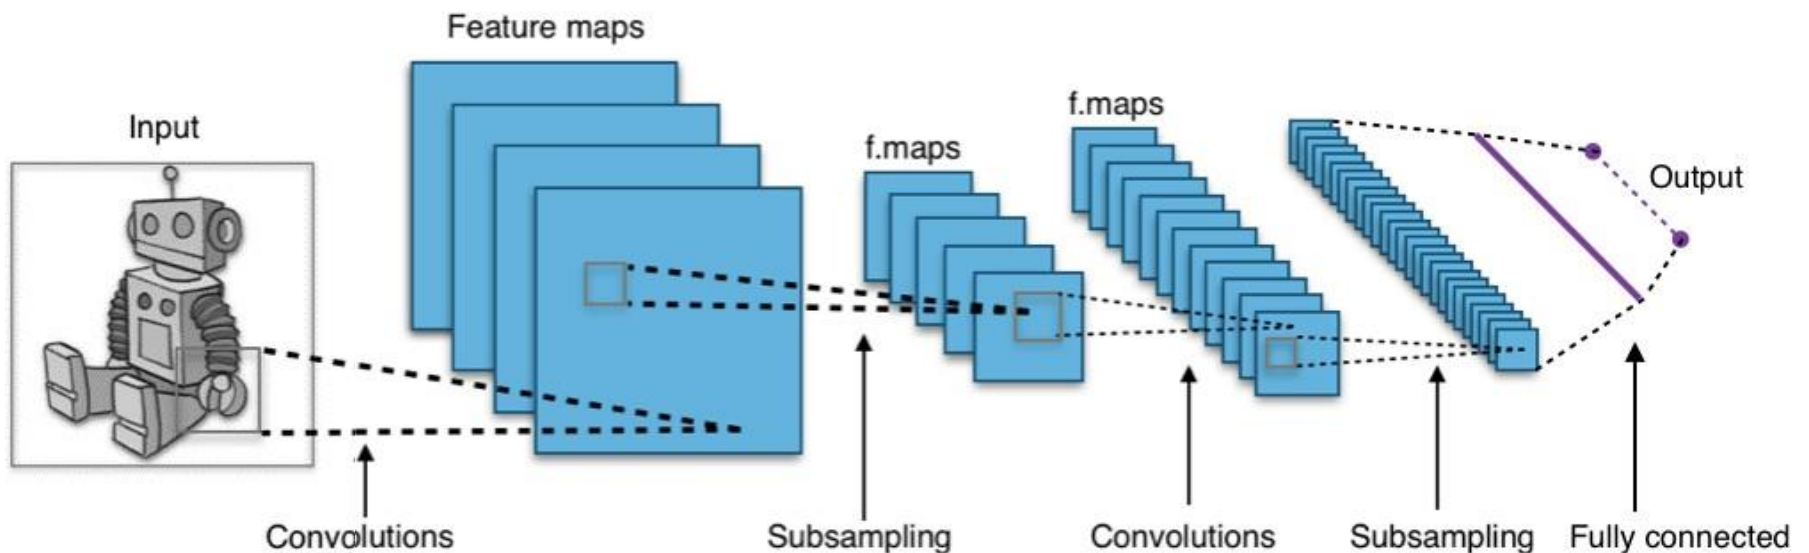 Feature maps
f.maps
Input
f.maps
Output
Convolutions
Subsampling
Convolutions
Subsampling
Fully connected